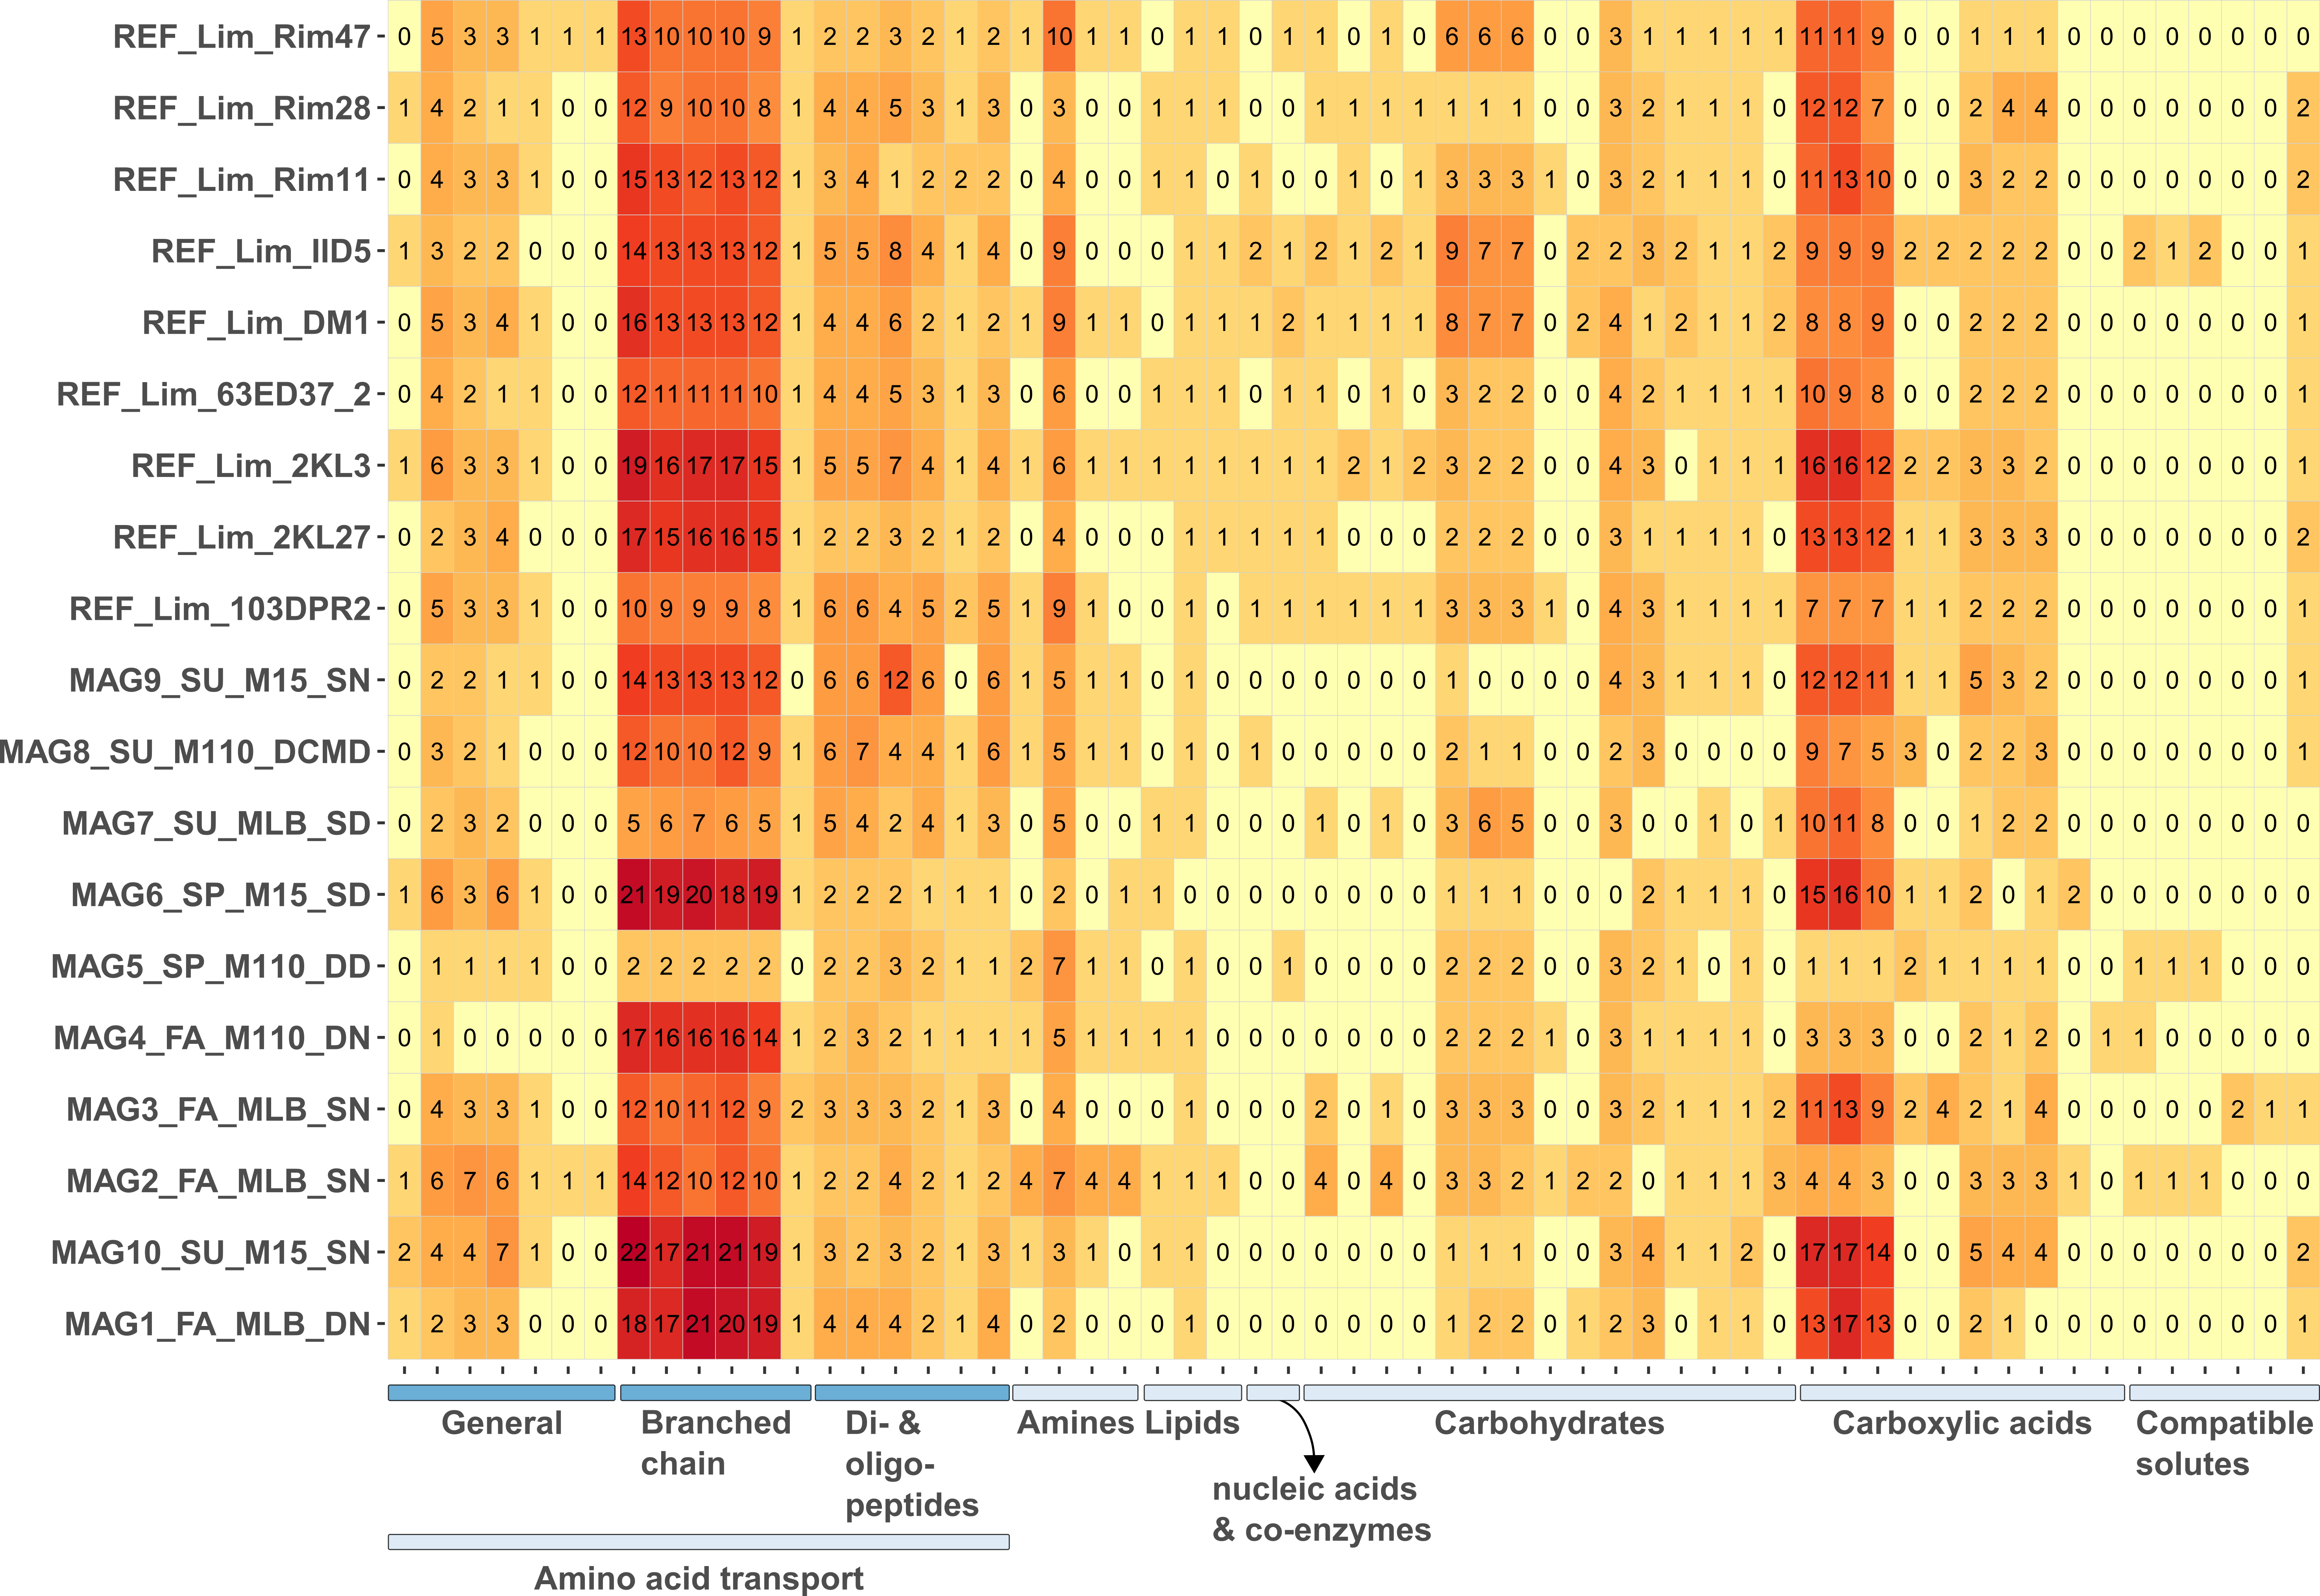 REF_Lim_Rim47 0 5 3 3 1 1 1 13 10 10 10 9 1 2 2 3 2 1 2 1 10 1 1 0 1 1 0 1 1 0 1 0 6 6 6 0 0 3 1 1 1 1 1 11 11 9 0 0 1 1 1 0 0 0 0 0 0 0 0
REF_Lim_Rim28 1 4 2 1 1 0 0 12 9 10 10 8 1 4 4 5 3 1 3 0 3 0 0 1 1 1 0 0 1 1 1 1 1 1 1 0 0 3 2 1 1 1 0 12 12 7 0 0 2 4 4 0 0 0 0 0 0 0 2
REF_Lim_Rim11 0 4 3 3 1 0 0 15 13 12 13 12 1 3 4 1 2 2 2 0 4 0 0 1 1 0 1 0 0 1 0 1 3 3 3 1 0 3 2 1 1 1 0 11 13 10 0 0 3 2 2 0 0 0 0 0 0 0 2
REF_Lim_IID5 1 3 2 2 0 0 0 14 13 13 13 12 1 5 5 8 4 1 4 0 9 0 0 0 1 1 2 1 2 1 2 1 9 7 7 0 2 2 3 2 1 1 2 9 9 9 2 2 2 2 2 0 0 2 1 2 0 0 1
REF_Lim_DM1 0 5 3 4 1 0 0 16 13 13 13 12 1 4 4 6 2 1 2 1 9 1 1 0 1 1 1 2 1 1 1 1 8 7 7 0 2 4 1 2 1 1 2 8 8 9 0 0 2 2 2 0 0 0 0 0 0 0 1
REF_Lim_63ED37_2 0 4 2 1 1 0 0 12 11 11 11 10 1 4 4 5 3 1 3 0 6 0 0 1 1 1 0 1 1 0 1 0 3 2 2 0 0 4 2 1 1 1 1 10 9 8 0 0 2 2 2 0 0 0 0 0 0 0 1
REF_Lim_2KL3 1 6 3 3 1 0 0 19 16 17 17 15 1 5 5 7 4 1 4 1 6 1 1 1 1 1 1 1 1 2 1 2 3 2 2 0 0 4 3 0 1 1 1 16 16 12 2 2 3 3 2 0 0 0 0 0 0 0 1
REF_Lim_2KL27 0 2 3 4 0 0 0 17 15 16 16 15 1 2 2 3 2 1 2 0 4 0 0 0 1 1 1 1 1 0 0 0 2 2 2 0 0 3 1 1 1 1 0 13 13 12 1 1 3 3 3 0 0 0 0 0 0 0 2
REF_Lim_103DPR2 0 5 3 3 1 0 0 10 9 9 9 8 1 6 6 4 5 2 5 1 9 1 0 0 1 0 1 1 1 1 1 1 3 3 3 1 0 4 3 1 1 1 1 7 7 7 1 1 2 2 2 0 0 0 0 0 0 0 1
MAG9_SU_M15_SN 0 2 2 1 1 0 0 14 13 13 13 12 0 6 6 12 6 0 6 1 5 1 1 0 1 0 0 0 0 0 0 0 1 0 0 0 0 4 3 1 1 1 0 12 12 11 1 1 5 3 2 0 0 0 0 0 0 0 1
MAG8_SU_M110_DCMD 0 3 2 1 0 0 0 12 10 10 12 9 1 6 7 4 4 1 6 1 5 1 1 0 1 0 1 0 0 0 0 0 2 1 1 0 0 2 3 0 0 0 0 9 7 5 3 0 2 2 3 0 0 0 0 0 0 0 1
MAG7_SU_MLB_SD 0 2 3 2 0 0 0 5 6 7 6 5 1 5 4 2 4 1 3 0 5 0 0 1 1 0 0 0 1 0 1 0 3 6 5 0 0 3 0 0 1 0 1 10 11 8 0 0 1 2 2 0 0 0 0 0 0 0 0
MAG6_SP_M15_SD 1 6 3 6 1 0 0 21 19 20 18 19 1 2 2 2 1 1 1 0 2 0 1 1 0 0 0 0 0 0 0 0 1 1 1 0 0 0 2 1 1 1 0 15 16 10 1 1 2 0 1 2 0 0 0 0 0 0 0
MAG5_SP_M110_DD 0 1 1 1 1 0 0 2 2 2 2 2 0 2 2 3 2 1 1 2 7 1 1 0 1 0 0 1 0 0 0 0 2 2 2 0 0 3 2 1 0 1 0 1 1 1 2 1 1 1 1 0 0 1 1 1 0 0 0
MAG4_FA_M110_DN 0 1 0 0 0 0 0 17 16 16 16 14 1 2 3 2 1 1 1 1 5 1 1 1 1 0 0 0 0 0 0 0 2 2 2 1 0 3 1 1 1 1 0 3 3 3 0 0 2 1 2 0 1 1 0 0 0 0 0
MAG3_FA_MLB_SN 0 4 3 3 1 0 0 12 10 11 12 9 2 3 3 3 2 1 3 0 4 0 0 0 1 0 0 0 2 0 1 0 3 3 3 0 0 3 2 1 1 1 2 11 13 9 2 4 2 1 4 0 0 0 0 0 2 1 1
MAG2_FA_MLB_SN 1 6 7 6 1 1 1 14 12 10 12 10 1 2 2 4 2 1 2 4 7 4 4 1 1 1 0 0 4 0 4 0 3 3 2 1 2 2 0 1 1 1 3 4 4 3 0 0 3 3 3 1 0 1 1 1 0 0 0
MAG10_SU_M15_SN 2 4 4 7 1 0 0 22 17 21 21 19 1 3 2 3 2 1 3 1 3 1 0 1 1 0 0 0 0 0 0 0 1 1 1 0 0 3 4 1 1 2 0 17 17 14 0 0 5 4 4 0 0 0 0 0 0 0 2
MAG1_FA_MLB_DN 1 2 3 3 0 0 0 18 17 21 20 19 1 4 4 4 2 1 4 0 2 0 0 0 1 0 0 0 0 0 0 0 1 2 2 0 1 2 3 0 1 1 0 13 17 13 0 0 2 1 0 0 0 0 0 0 0 0 1
General
Branched
chain
Di- &
oligo-
peptides
Amines
Lipids
nucleic acids
& co-enzymes
Carbohydrates
Carboxylic acids
Compatible
solutes
Amino acid transport